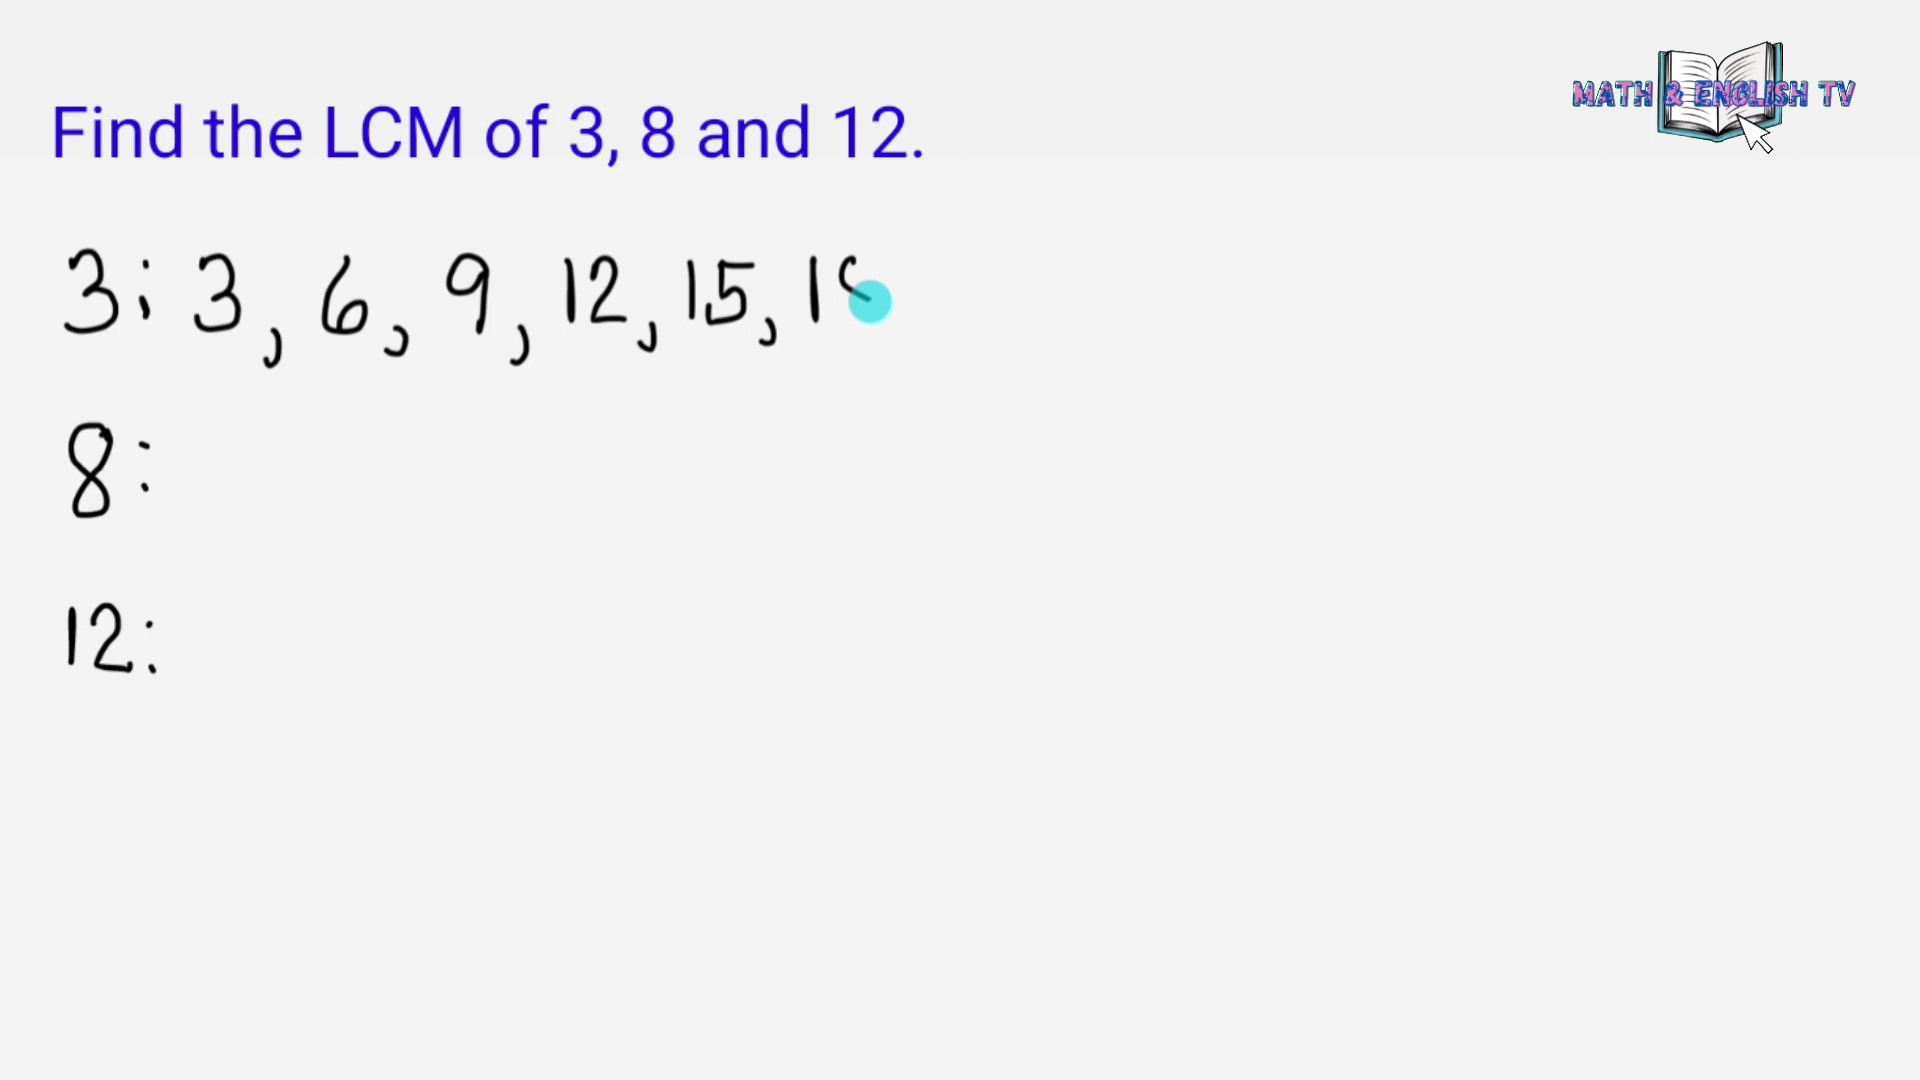 MATH & ENGLISH TV
Find the LCM of 3, 8 and 12.
3: 3, 6, 9, 12, 15,
8:
12: